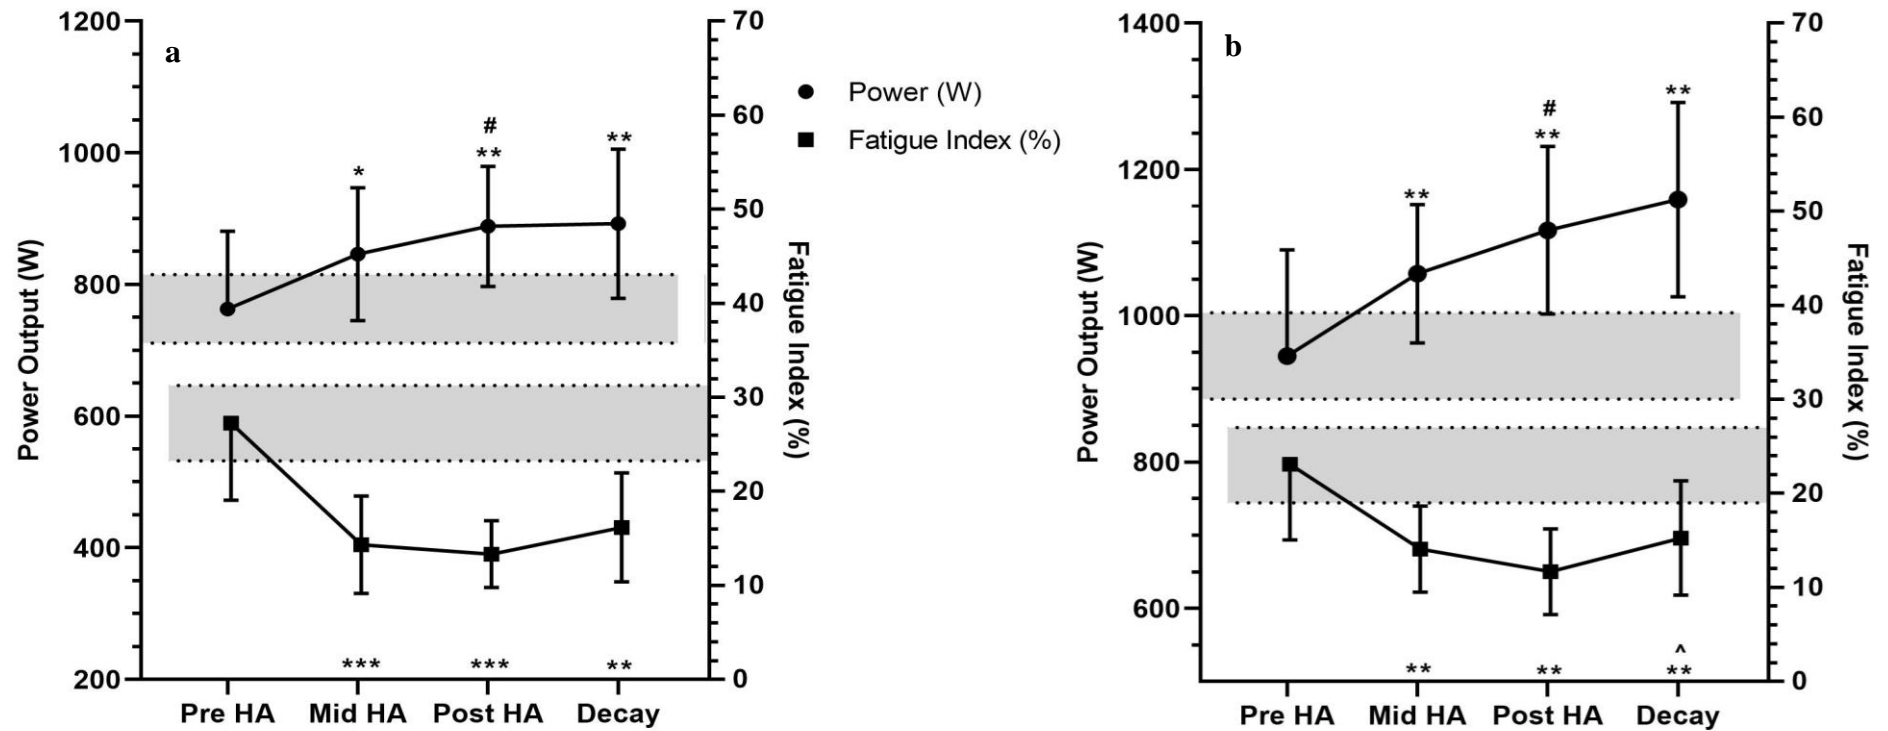 a
Power Output (W)
1200
1000
800
600
400
200
70
60
50
40
30
20
10
0
Fatigue Index (%)
*
#
**
**
***
***
**
Pre HA
Mid HA
Post HA
Decay
Power (W)
Fatigue Index (%)
b
Power Output (W)
1400
1200
1000
800
600
70
60
50
40
30
20
10
0
Fatigue Index (%)
**
#
**
**
**
**
^
**
Pre HA
Mid HA
Post HA
Decay